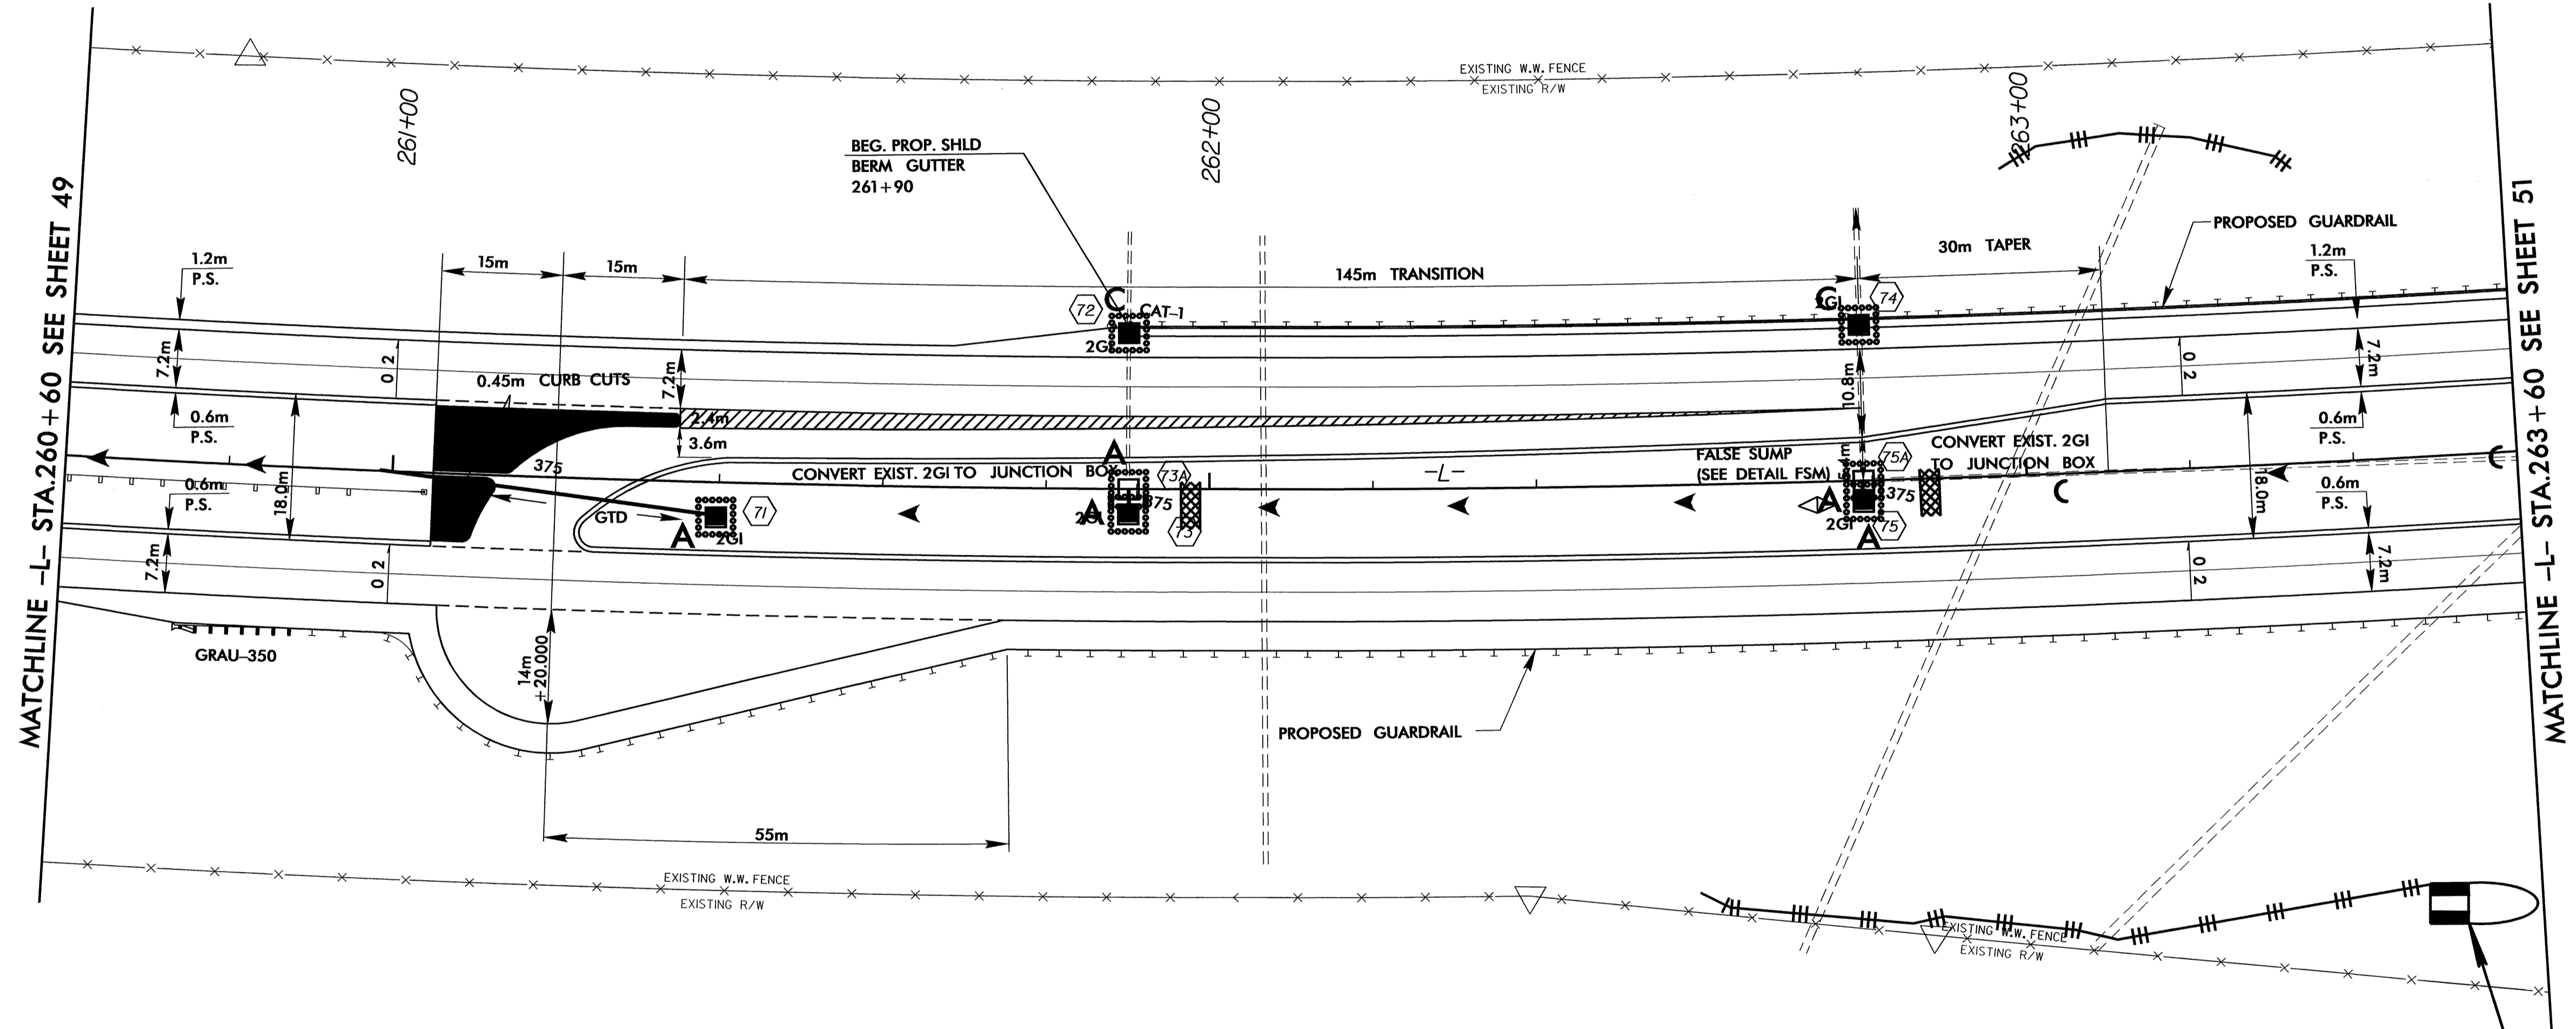 EXISTING W.W. FENCE
EXISTING R/W
261+00
262+00
263+00
BEG. PROP. SHLD
BERM GUTTER
261+90
MATCHLINE -L- STA.260+60 SEE SHEET 49
MATCHLINE -L- STA.263+60 SEE SHEET 51
PROPOSED GUARDRAIL
1.2m
P.S.
15m
15m
145m TRANSITION
30m TAPER
1.2m
P.S.
72
C
CAT-1
2GI
C
2GI
74
7.2m
0 2
0.45m CURB CUTS
7.2m
10.8m
0 2
7.2m
0.6m
P.S.
2.4m
3.6m
0.6m
P.S.
18.0m
375
CONVERT EXIST. 2GI TO JUNCTION BOX
A
73A
-L-
FALSE SUMP
(SEE DETAIL FSM)
75A
CONVERT EXIST. 2GI
TO JUNCTION BOX
C
0.6m
P.S.
GTD
A
2GI
71
A
2GI
375
73
A
2GI
375
75
A
C
18.0m
0.6m
P.S.
7.2m
0 2
0 2
7.2m
GRAU-350
14m
+20.000
PROPOSED GUARDRAIL
55m
EXISTING W.W. FENCE
EXISTING R/W
EXISTING W.W. FENCE
EXISTING R/W